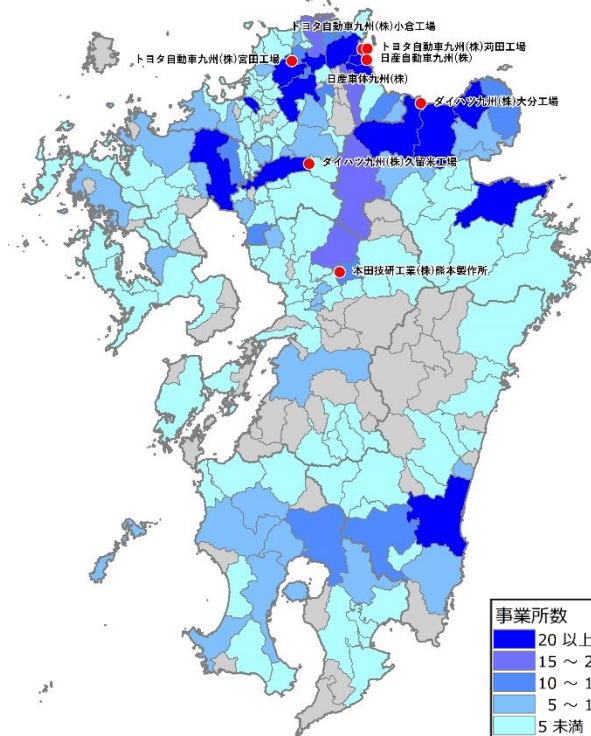 トヨタ自動車九州(株)小倉工場
トヨタ自動車九州(株)苅田工場
トヨタ自動車九州(株)宮田工場
日産自動車九州(株)
日産車体九州(株)
ダイハツ九州(株)大分工場
ダイハツ九州(株)久留米工場
本田技研工業(株)熊本製作所
事業所数
20 以上
15 ～ 2
10 ～ 1
5 ～ 1
5 未満